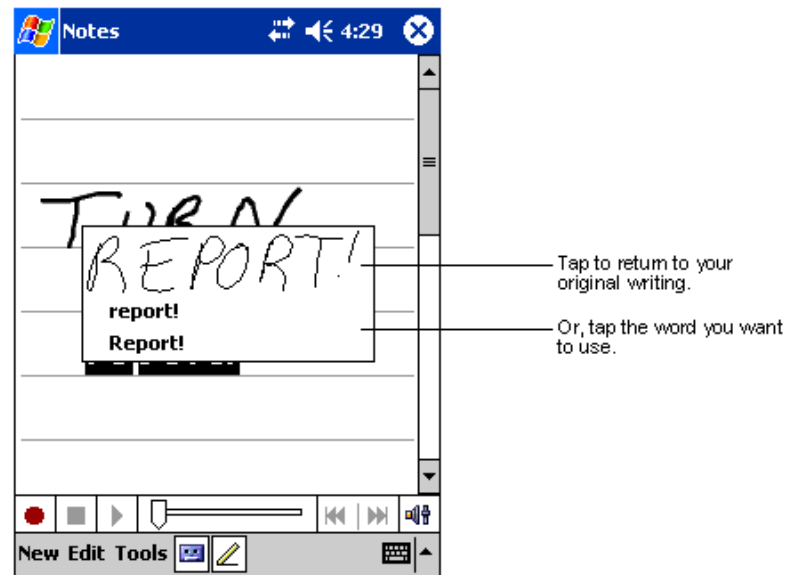 Notes 4:29
TURN
REPORT!
report!
Report!
Tap to return to your
original writing.
Or, tap the word you want
to use.
New Edit Tools